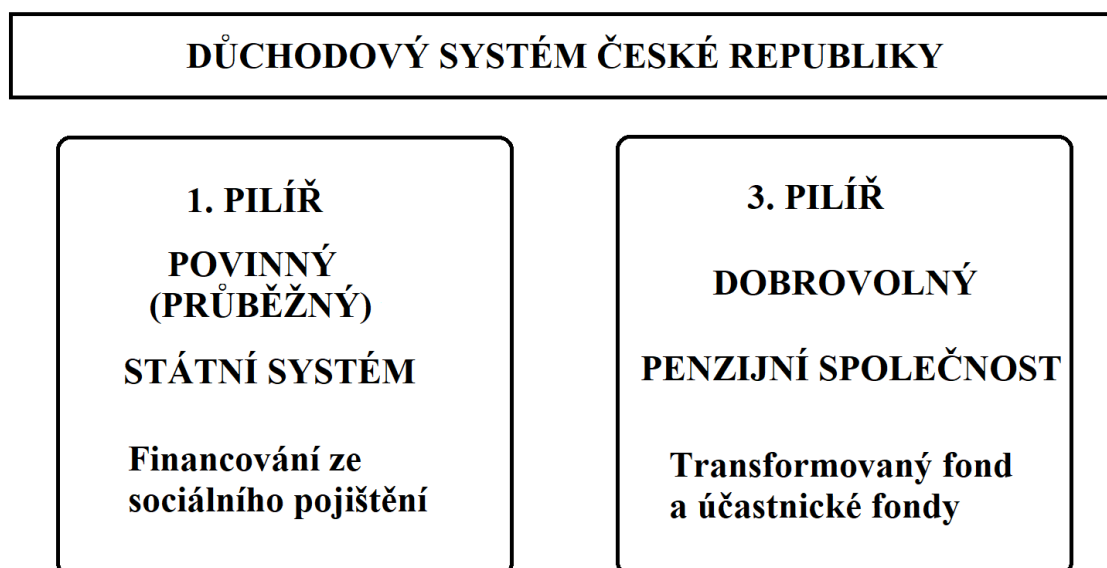 DŮCHODOVÝ SYSTÉM ČESKÉ REPUBLIKY
1. PILÍŘ
POVINNÝ
(PRŮBĚŽNÝ)
STÁTNÍ SYSTÉM
Financování ze
sociálního pojištění
3. PILÍŘ
DOBROVOLNÝ
PENZIJNÍ SPOLEČNOST
Transformovaný fond
a účastnické fondy